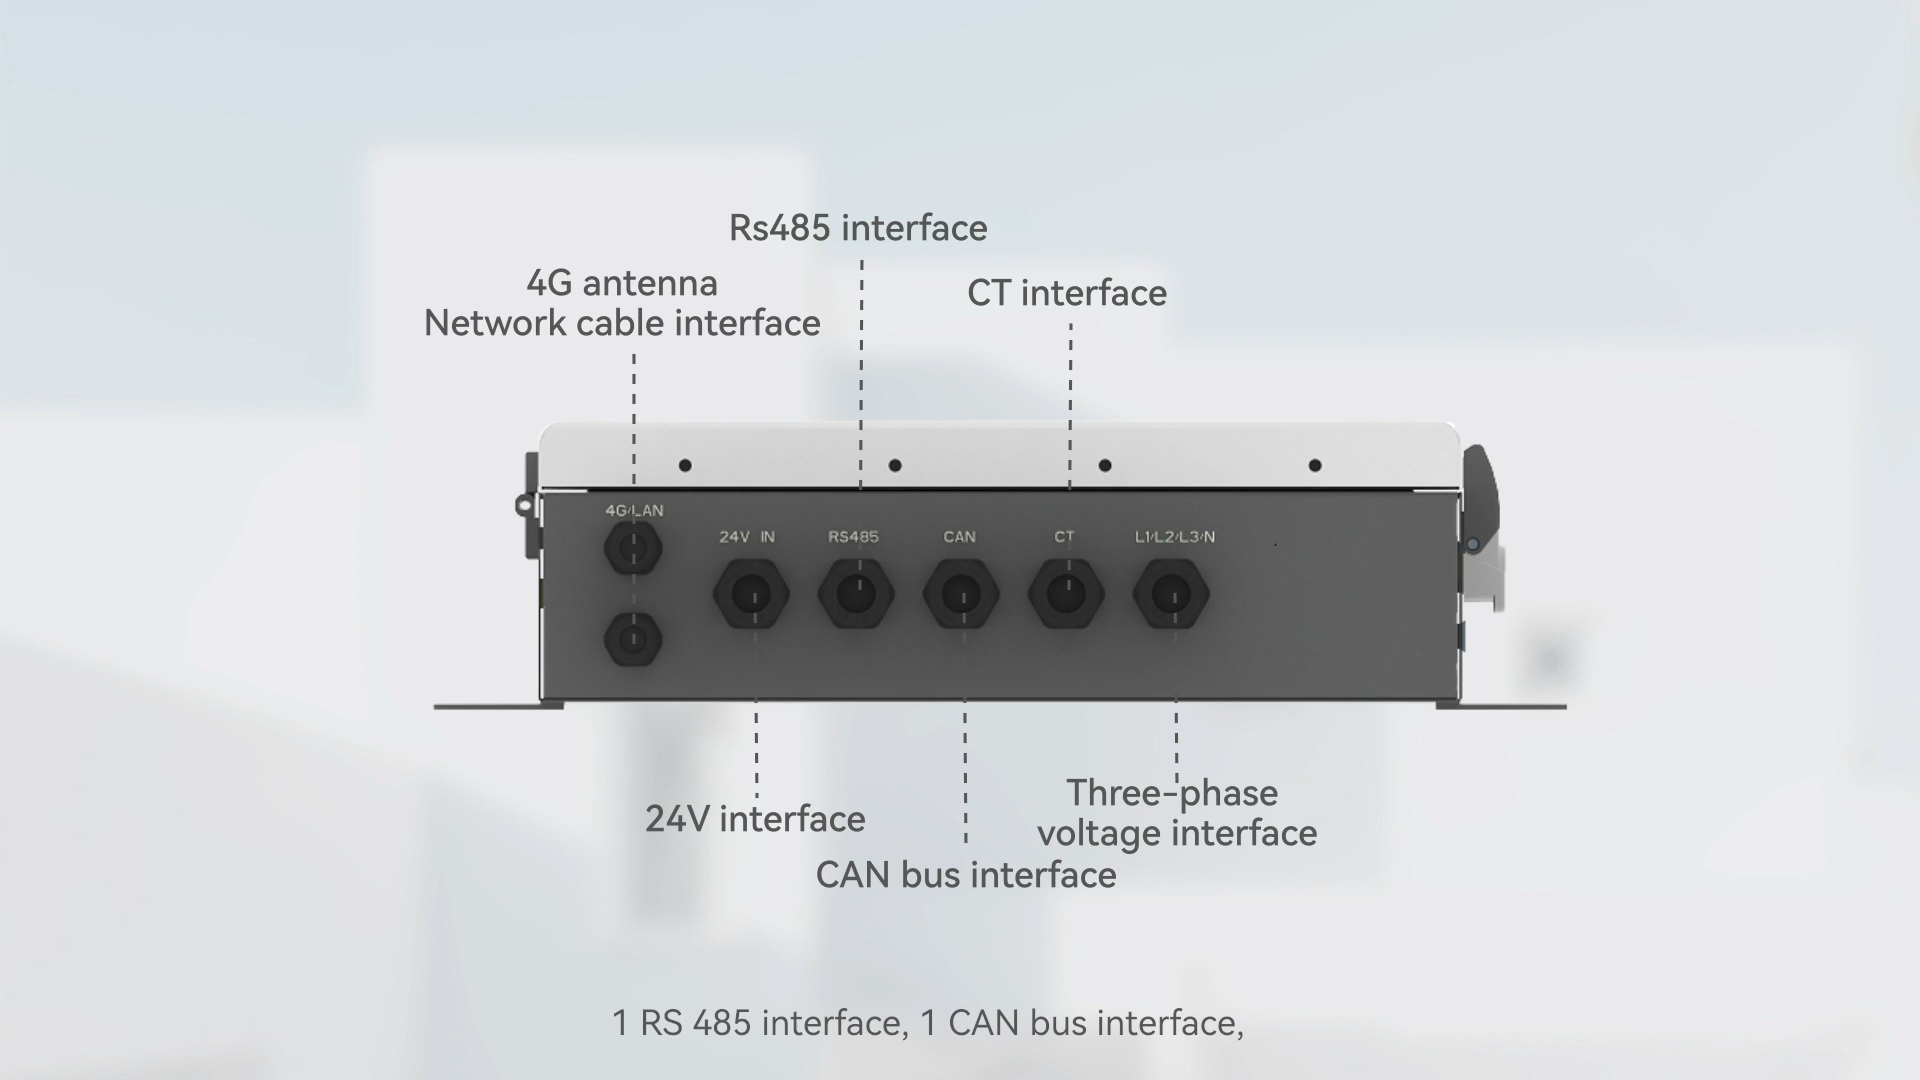 Rs485 interface
4G antenna
Network cable interface
CT interface
4G/LAN
24V IN
RS485
CAN
CT
L1/L2/L3/N
24V interface
Three-phase
voltage interface
CAN bus interface
1 RS 485 interface, 1 CAN bus interface,